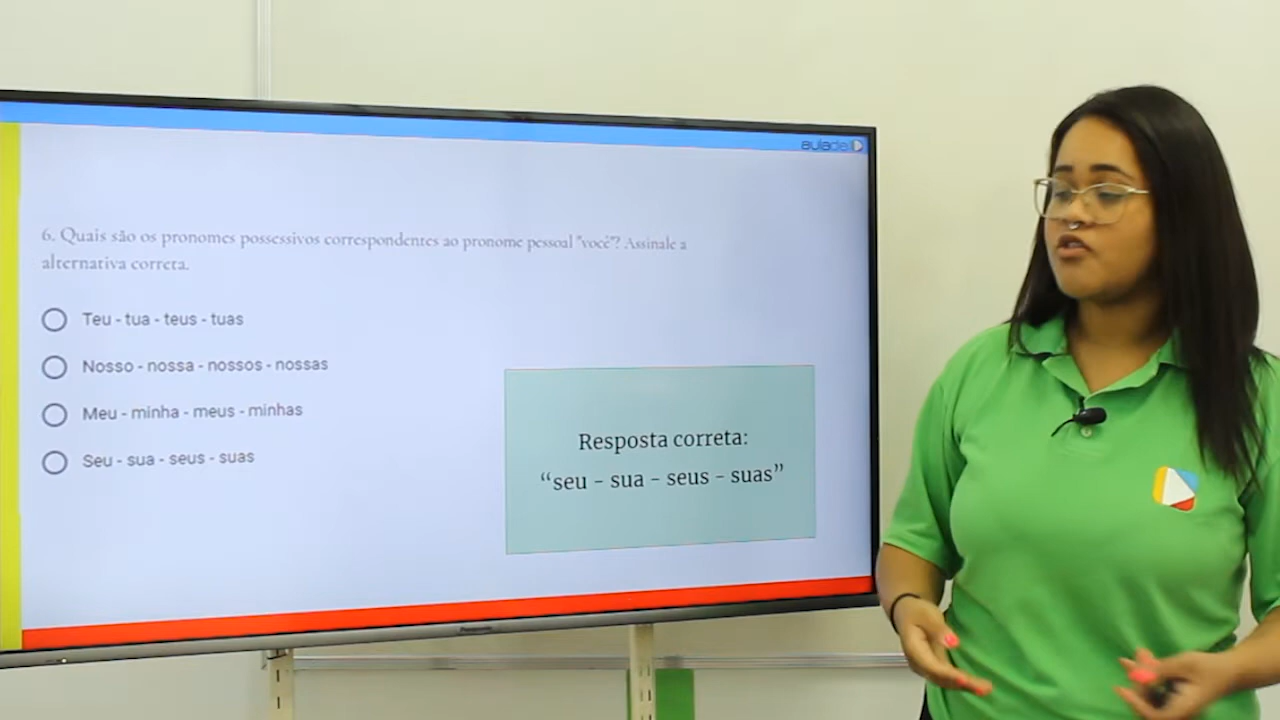 auladei
6. Quais são os pronomes possessivos correspondentes ao pronome pessoal "você"? Assinale a
alternativa correta.
Teu - tua - teus - tuas
Nosso - nossa - nossos - nossas
Meu - minha - meus - minhas
Seu - sua - seus - suas
Resposta correta:
“seu - sua - seus - suas”
Panasonic